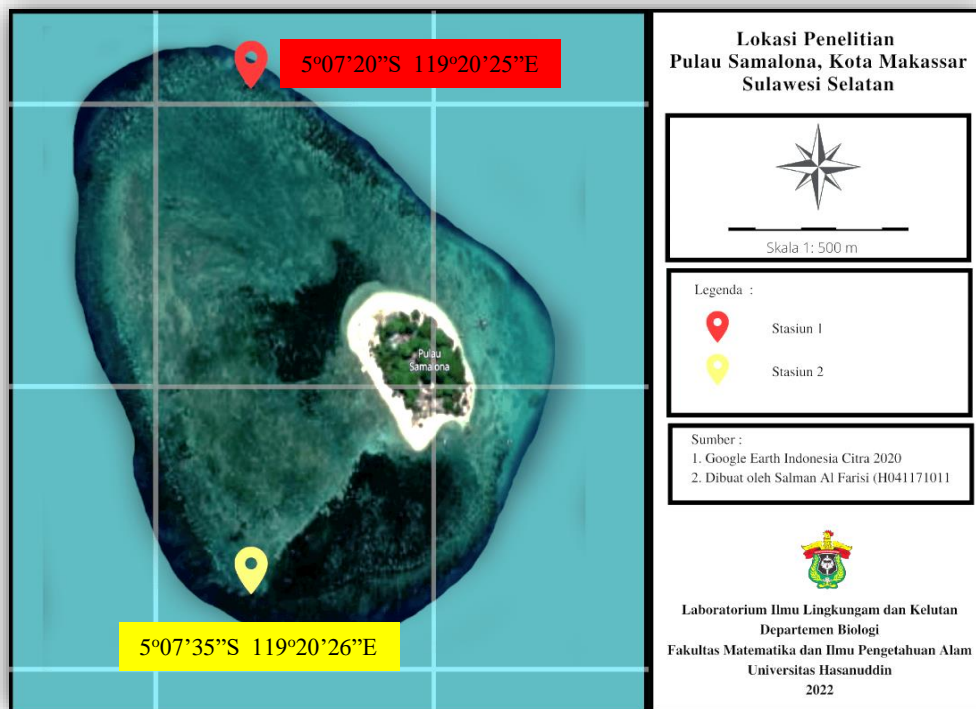 5°07'20”S 119°20'25”E
Pulau
Samalona
5°07'35”S 119°20'26”E
Lokasi Penelitian
Pulau Samalona, Kota Makassar
Sulawesi Selatan
Skala 1: 500 m
Legenda :
Stasiun 1
Stasiun 2
Sumber :
1. Google Earth Indonesia Citra 2020
2. Dibuat oleh Salman Al Farisi (H041171011
Laboratorium Ilmu Lingkungam dan Kelutan
Departemen Biologi
Fakultas Matematika dan Ilmu Pengetahuan Alam
Universitas Hasanuddin
2022